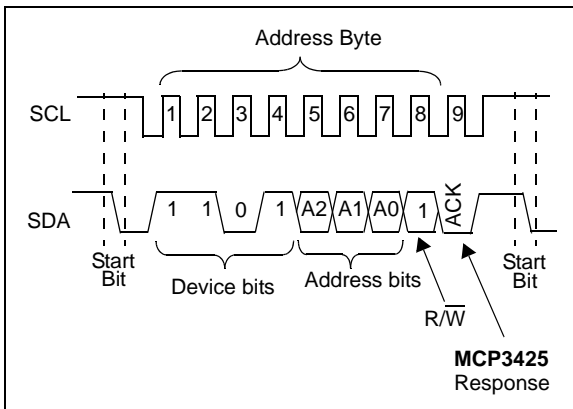 Address Byte
SCL
1 2 3 4 5 6 7 8 9
SDA
1 1 0 1 A2 A1 A0 1 ACK
Start
Bit
Device bits
Address bits
Start
Bit
R/W̅
MCP3425
Response